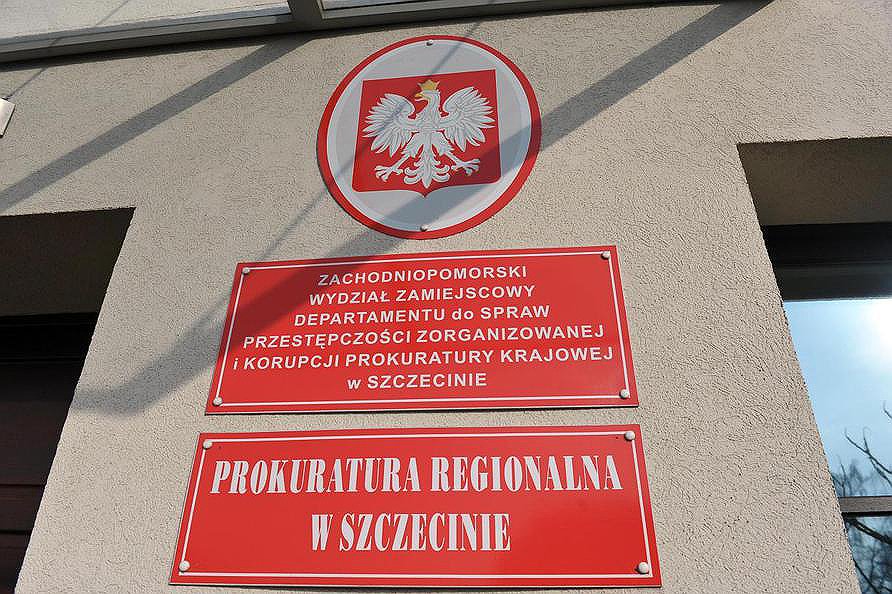 ZACHODNIOPOMORSKI
WYDZIAŁ ZAMIEJSCOWY
DEPARTAMENTU do SPRAW
PRZESTĘPCZOŚCI ZORGANIZOWANEJ
i KORUPCJI PROKURATURY KRAJOWEJ
w SZCZECINIE
PROKURATURA REGIONALNA
W SZCZECINIE